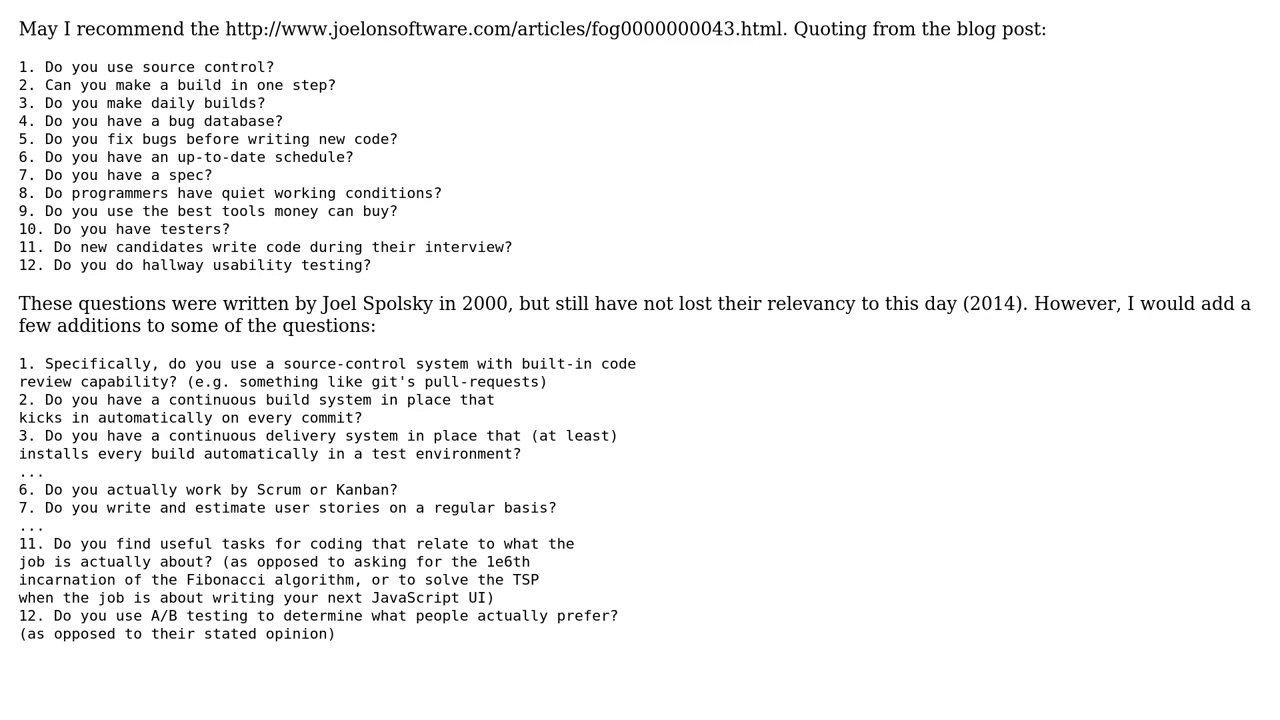 May I recommend the http://www.joelonsoftware.com/articles/fog0000000043.html. Quoting from the blog post:
1. Do you use source control?
2. Can you make a build in one step?
3. Do you make daily builds?
4. Do you have a bug database?
5. Do you fix bugs before writing new code?
6. Do you have an up-to-date schedule?
7. Do you have a spec?
8. Do programmers have quiet working conditions?
9. Do you use the best tools money can buy?
10. Do you have testers?
11. Do new candidates write code during their interview?
12. Do you do hallway usability testing?
These questions were written by Joel Spolsky in 2000, but still have not lost their relevancy to this day (2014). However, I would add a
few additions to some of the questions:
1. Specifically, do you use a source-control system with built-in code
review capability? (e.g. something like git's pull-requests)
2. Do you have a continuous build system in place that
kicks in automatically on every commit?
3. Do you have a continuous delivery system in place that (at least)
installs every build automatically in a test environment?
...
6. Do you actually work by Scrum or Kanban?
7. Do you write and estimate user stories on a regular basis?
...
11. Do you find useful tasks for coding that relate to what the
job is actually about? (as opposed to asking for the 1e6th
incarnation of the Fibonacci algorithm, or to solve the TSP
when the job is about writing your next JavaScript UI)
12. Do you use A/B testing to determine what people actually prefer?
(as opposed to their stated opinion)